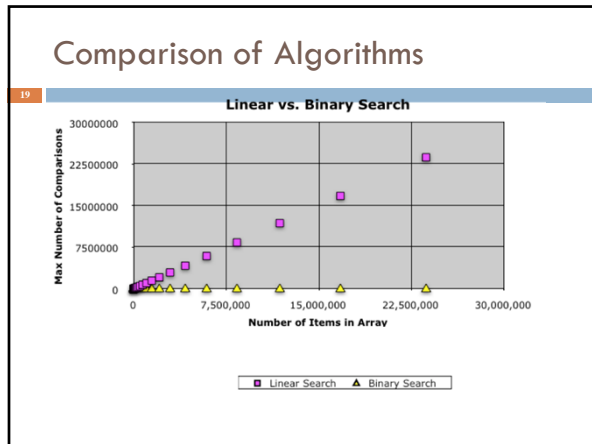 Comparison of Algorithms
19
Linear vs. Binary Search
Max Number of Comparisons
30000000
22500000
15000000
7500000
0
0 7,500,000 15,000,000 22,500,000 30,000,000
Number of Items in Array
Linear Search Binary Search